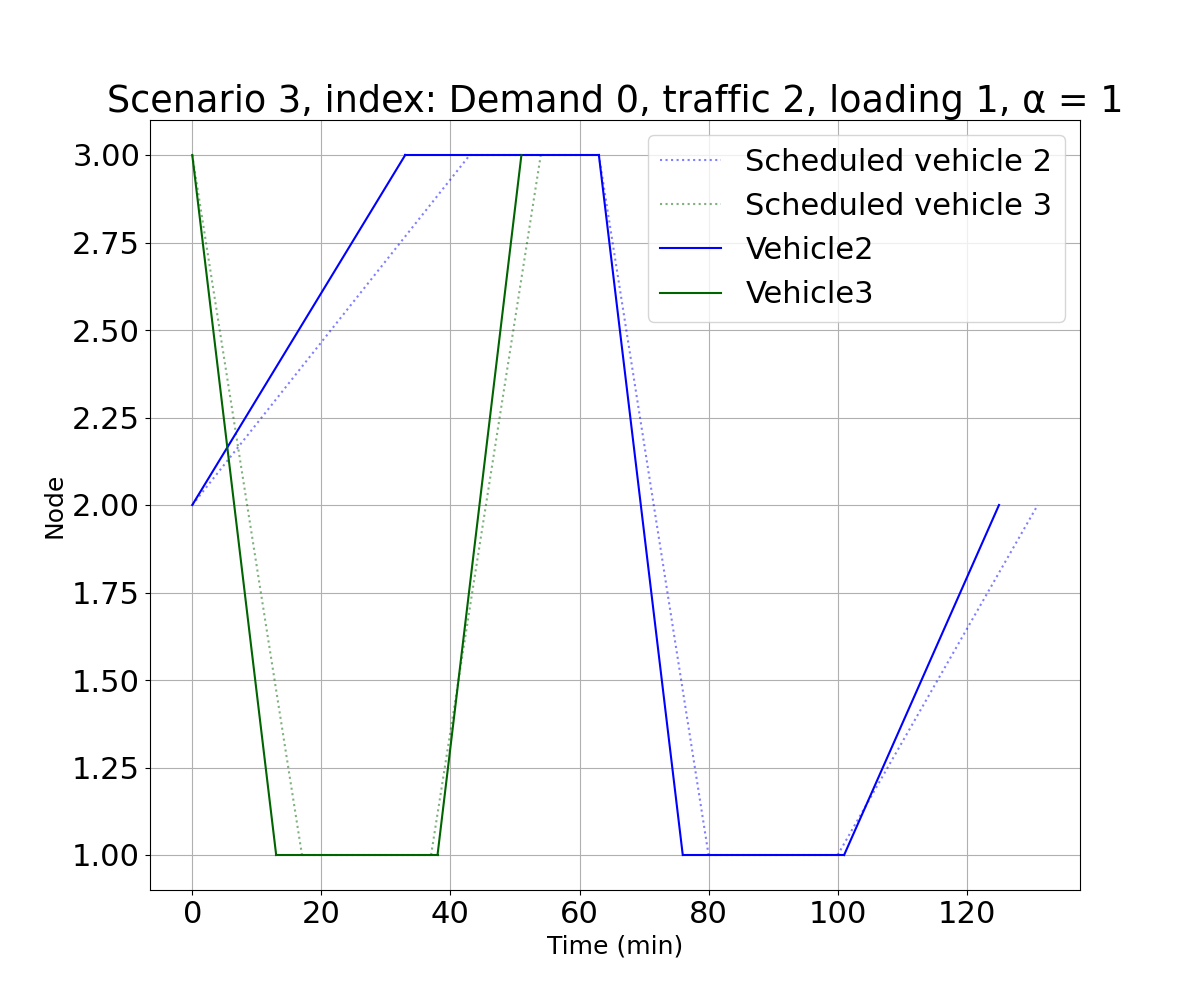 Scenario 3, index: Demand 0, traffic 2, loading 1, α = 1
3.00
2.75
2.50
2.25
2.00
1.75
1.50
1.25
1.00
Node
Scheduled vehicle 2
Scheduled vehicle 3
Vehicle2
Vehicle3
0 20 40 60 80 100 120
Time (min)